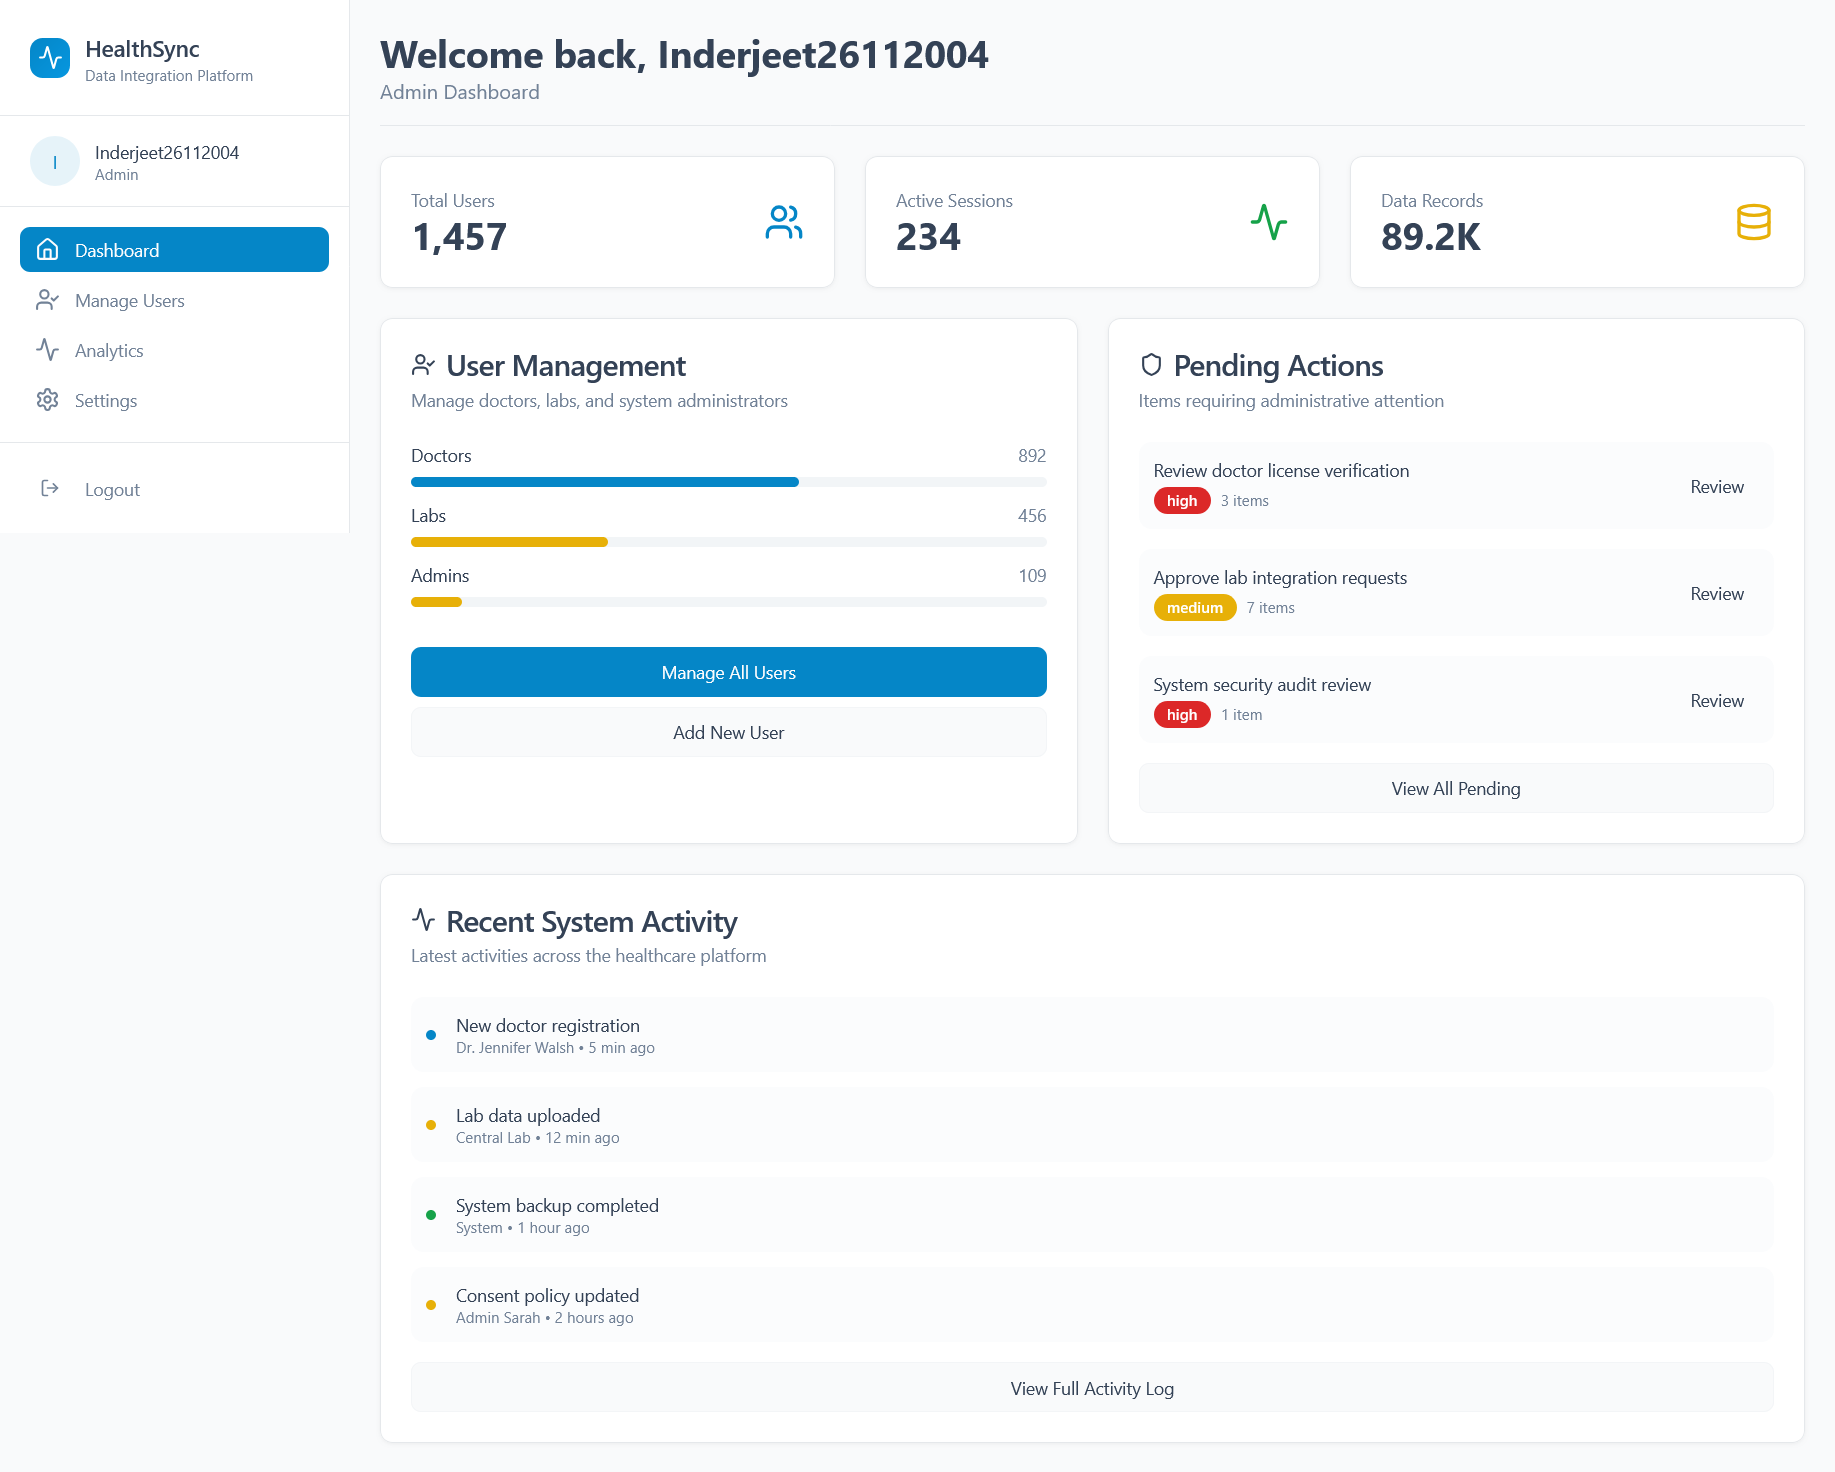 HealthSync
Data Integration Platform
I
Inderjeet26112004
Admin
Dashboard
Manage Users
Analytics
Settings
Logout
Welcome back, Inderjeet26112004
Admin Dashboard
Total Users
1,457
Active Sessions
234
Data Records
89.2K
User Management
Manage doctors, labs, and system administrators
Doctors 892
Labs 456
Admins 109
Manage All Users
Add New User
Pending Actions
Items requiring administrative attention
Review doctor license verification
high 3 items
Review
Approve lab integration requests
medium 7 items
Review
System security audit review
high 1 item
Review
View All Pending
Recent System Activity
Latest activities across the healthcare platform
New doctor registration
Dr. Jennifer Walsh • 5 min ago
Lab data uploaded
Central Lab • 12 min ago
System backup completed
System • 1 hour ago
Consent policy updated
Admin Sarah • 2 hours ago
View Full Activity Log